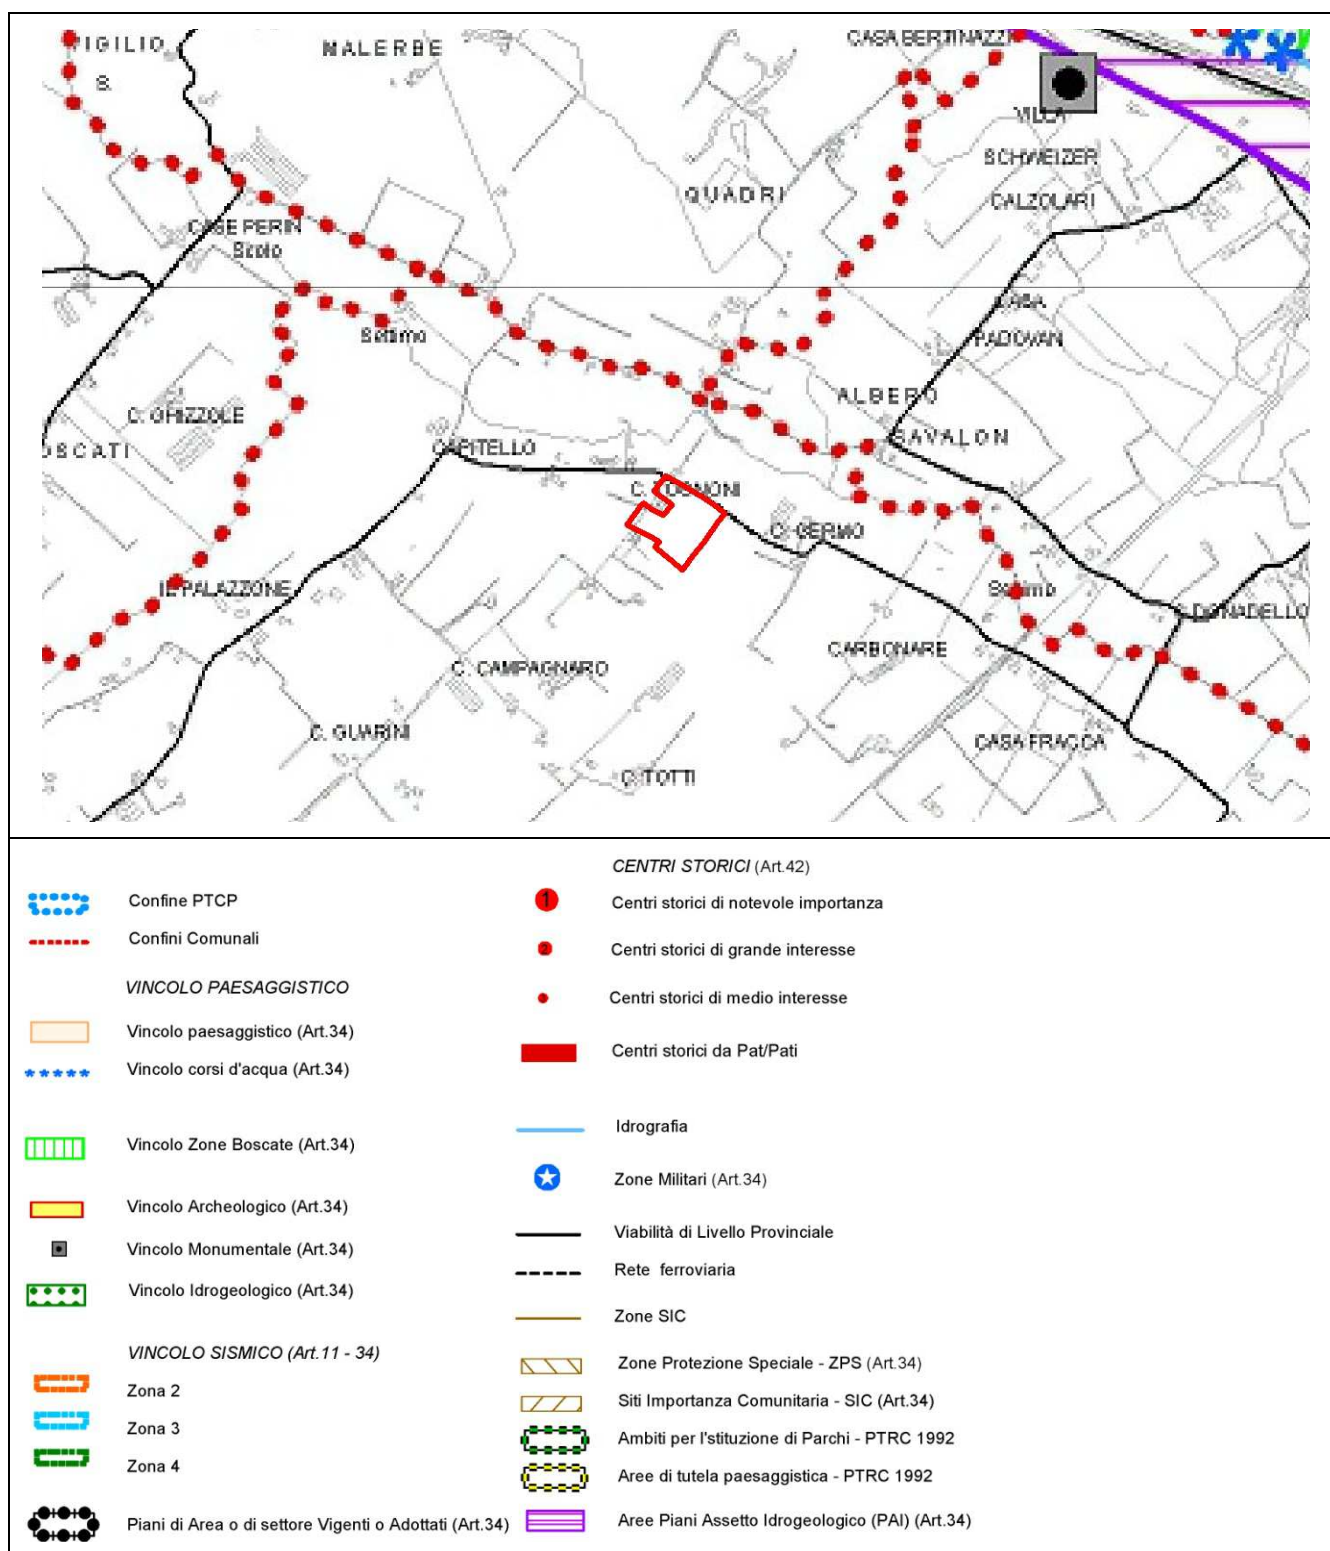 MALERBE
S.
QUADRI
VILLA
SCHWEIZER
CALZOLARI
CASE PERIN
Scolo
CASA
PADOVAN
Settimo
C. GHIZZOLE
ALBERO
SAVALON
CAPITELLO
C. GERMO
IL PALAZZONE
DONADELLO
CARBONARE
C. CAMPAGNARO
C. GUARINI
CASA FRACCA
C. TOTTI
CENTRI STORICI (Art.42)
Confine PTCP
Centri storici di notevole importanza
Confini Comunali
Centri storici di grande interesse
VINCOLO PAESAGGISTICO
Centri storici di medio interesse
Vincolo paesaggistico (Art.34)
Centri storici da Pat/Pati
Vincolo corsi d'acqua (Art.34)
Idrografia
Vincolo Zone Boscate (Art.34)
Zone Militari (Art.34)
Vincolo Archeologico (Art.34)
Viabilità di Livello Provinciale
Vincolo Monumentale (Art.34)
Rete ferroviaria
Vincolo Idrogeologico (Art.34)
Zone SIC
VINCOLO SISMICO (Art.11 - 34)
Zone Protezione Speciale - ZPS (Art.34)
Zona 2
Siti Importanza Comunitaria - SIC (Art.34)
Zona 3
Ambiti per l'stituzione di Parchi - PTRC 1992
Zona 4
Aree di tutela paesaggistica - PTRC 1992
Piani di Area o di settore Vigenti o Adottati (Art.34)
Aree Piani Assetto Idrogeologico (PAI) (Art.34)